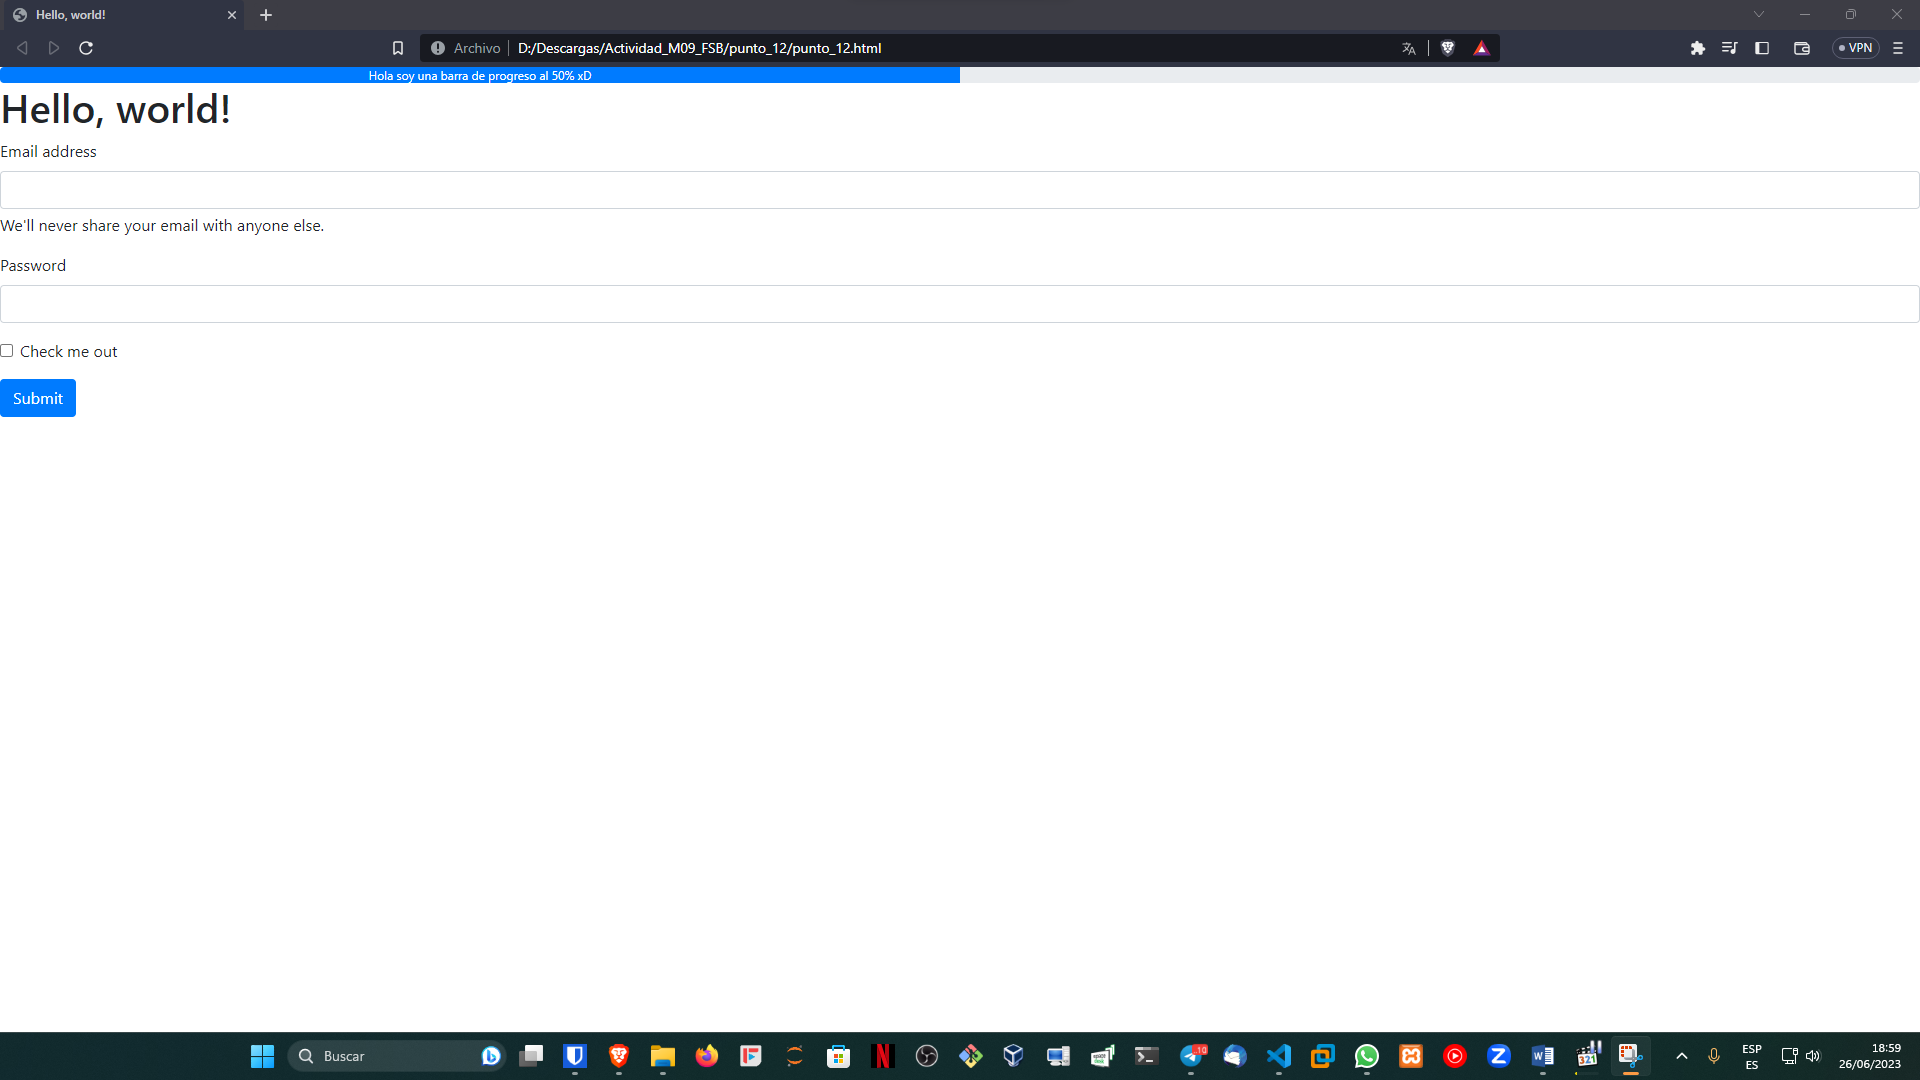 Hello, world!
Archivo D:/Descargas/Actividad_M09_FSB/punto_12/punto_12.html
VPN
Hola soy una barra de progreso al 50% xD
Hello, world!
Email address
We'll never share your email with anyone else.
Password
Check me out
Submit
Buscar
10
321
ESP
ES
18:59
26/06/2023